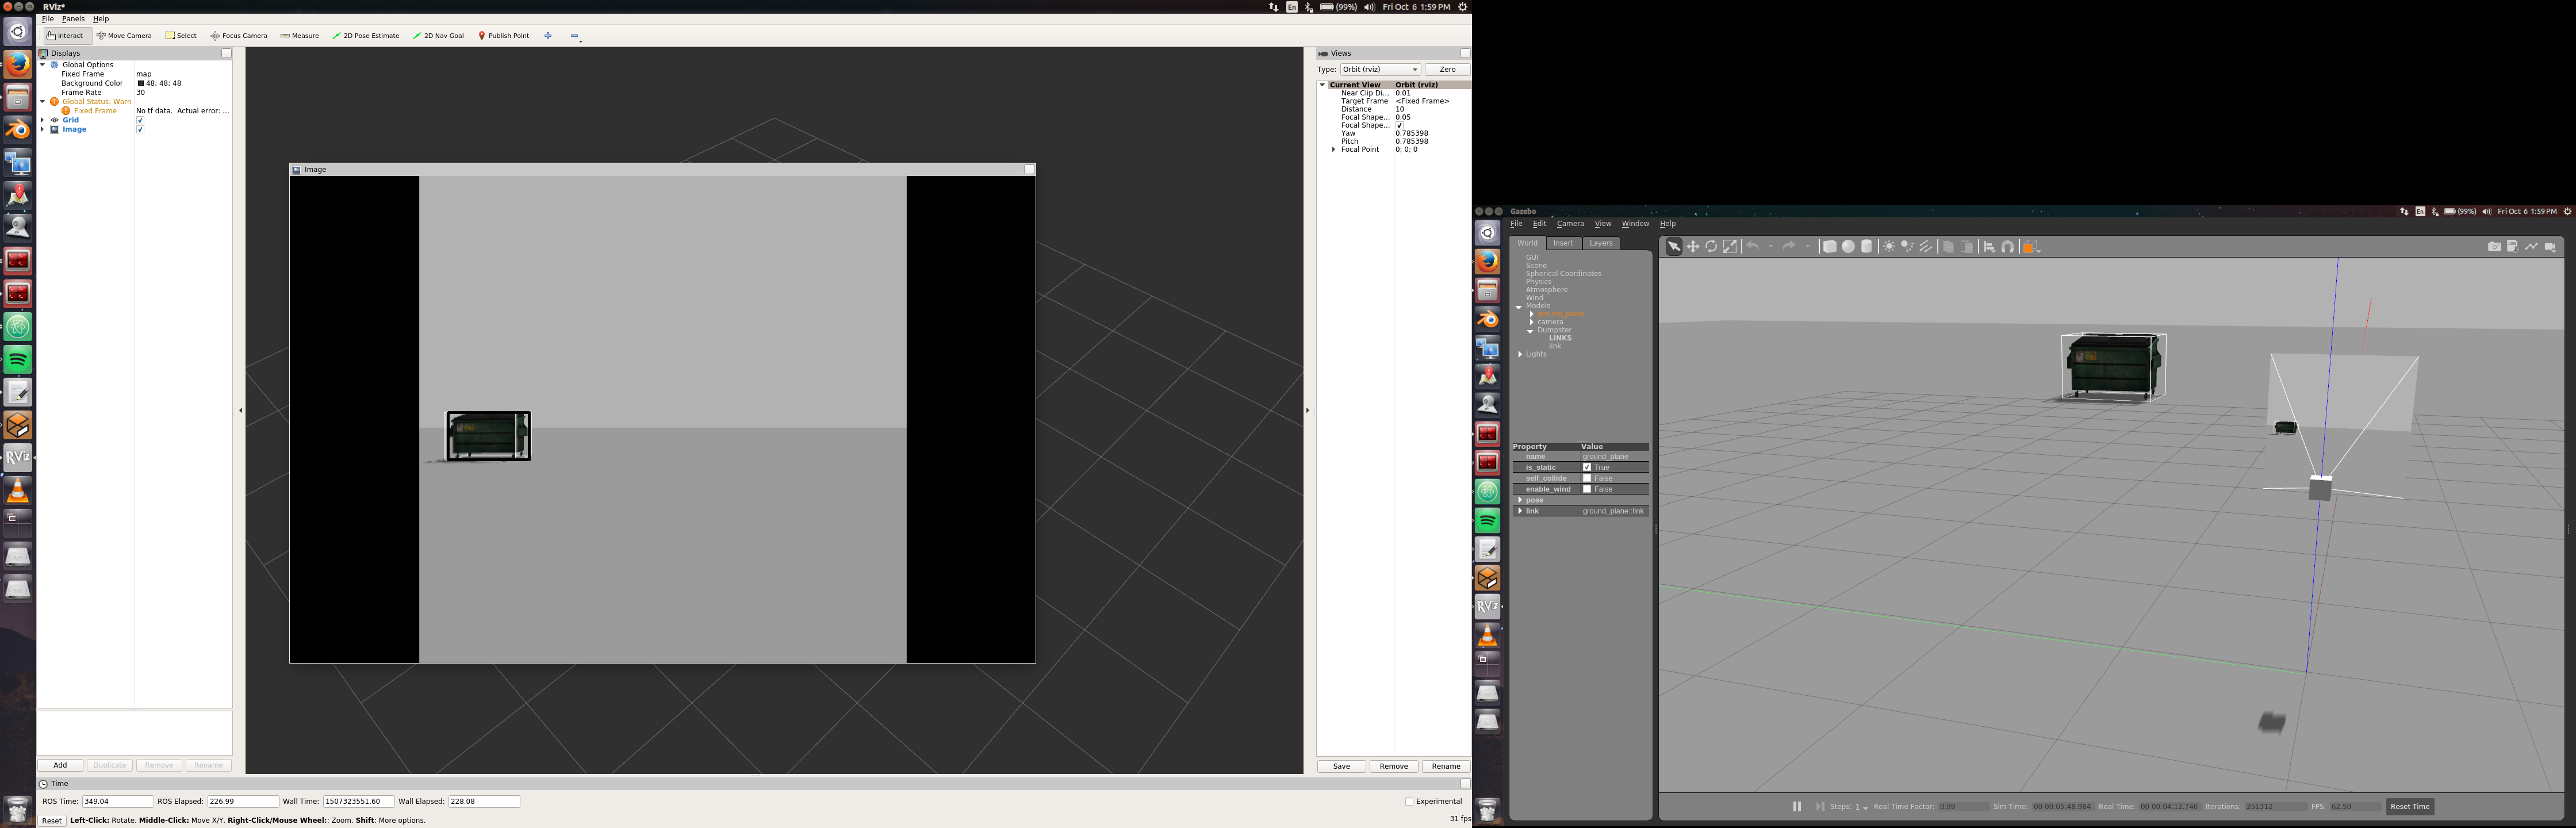 RViz*
En (99%) Fri Oct 6 1:59 PM
File Panels Help
Interact Move Camera Select Focus Camera Measure 2D Pose Estimate 2D Nav Goal Publish Point
Displays
Global Options
Fixed Frame map
Background Color 48; 48; 48
Frame Rate 30
Global Status: Warn
Fixed Frame No tf data. Actual error: ...
Grid
Image
Add Duplicate Remove Rename
Image
Views
Type: Orbit (rviz) Zero
Current View Orbit (rviz)
Near Clip Di... 0.01
Target Frame <Fixed Frame>
Distance 10
Focal Shape... 0.05
Focal Shape...
Yaw 0.785398
Pitch 0.785398
Focal Point 0; 0; 0
Save Remove Rename
Time
ROS Time: 349.04 ROS Elapsed: 226.99 Wall Time: 1507323551.60 Wall Elapsed: 228.08 Experimental
Reset Left-Click: Rotate. Middle-Click: Move X/Y. Right-Click/Mouse Wheel:: Zoom. Shift: More options. 31 fps
RViz
Gazebo
En (99%) Fri Oct 6 1:59 PM
File Edit Camera View Window Help
World Insert Layers
GUI
Scene
Spherical Coordinates
Physics
Atmosphere
Wind
Models
ground_plane
camera
Dumpster
LINKS
link
Lights
Property Value
name ground_plane
is_static True
self_collide False
enable_wind False
pose
link ground_plane::link
RViz
Steps: 1 Real Time Factor: 0.99 Sim Time: 00 00:05:48.984 Real Time: 00 00:04:12.746 Iterations: 251312 FPS: 62.50 Reset Time